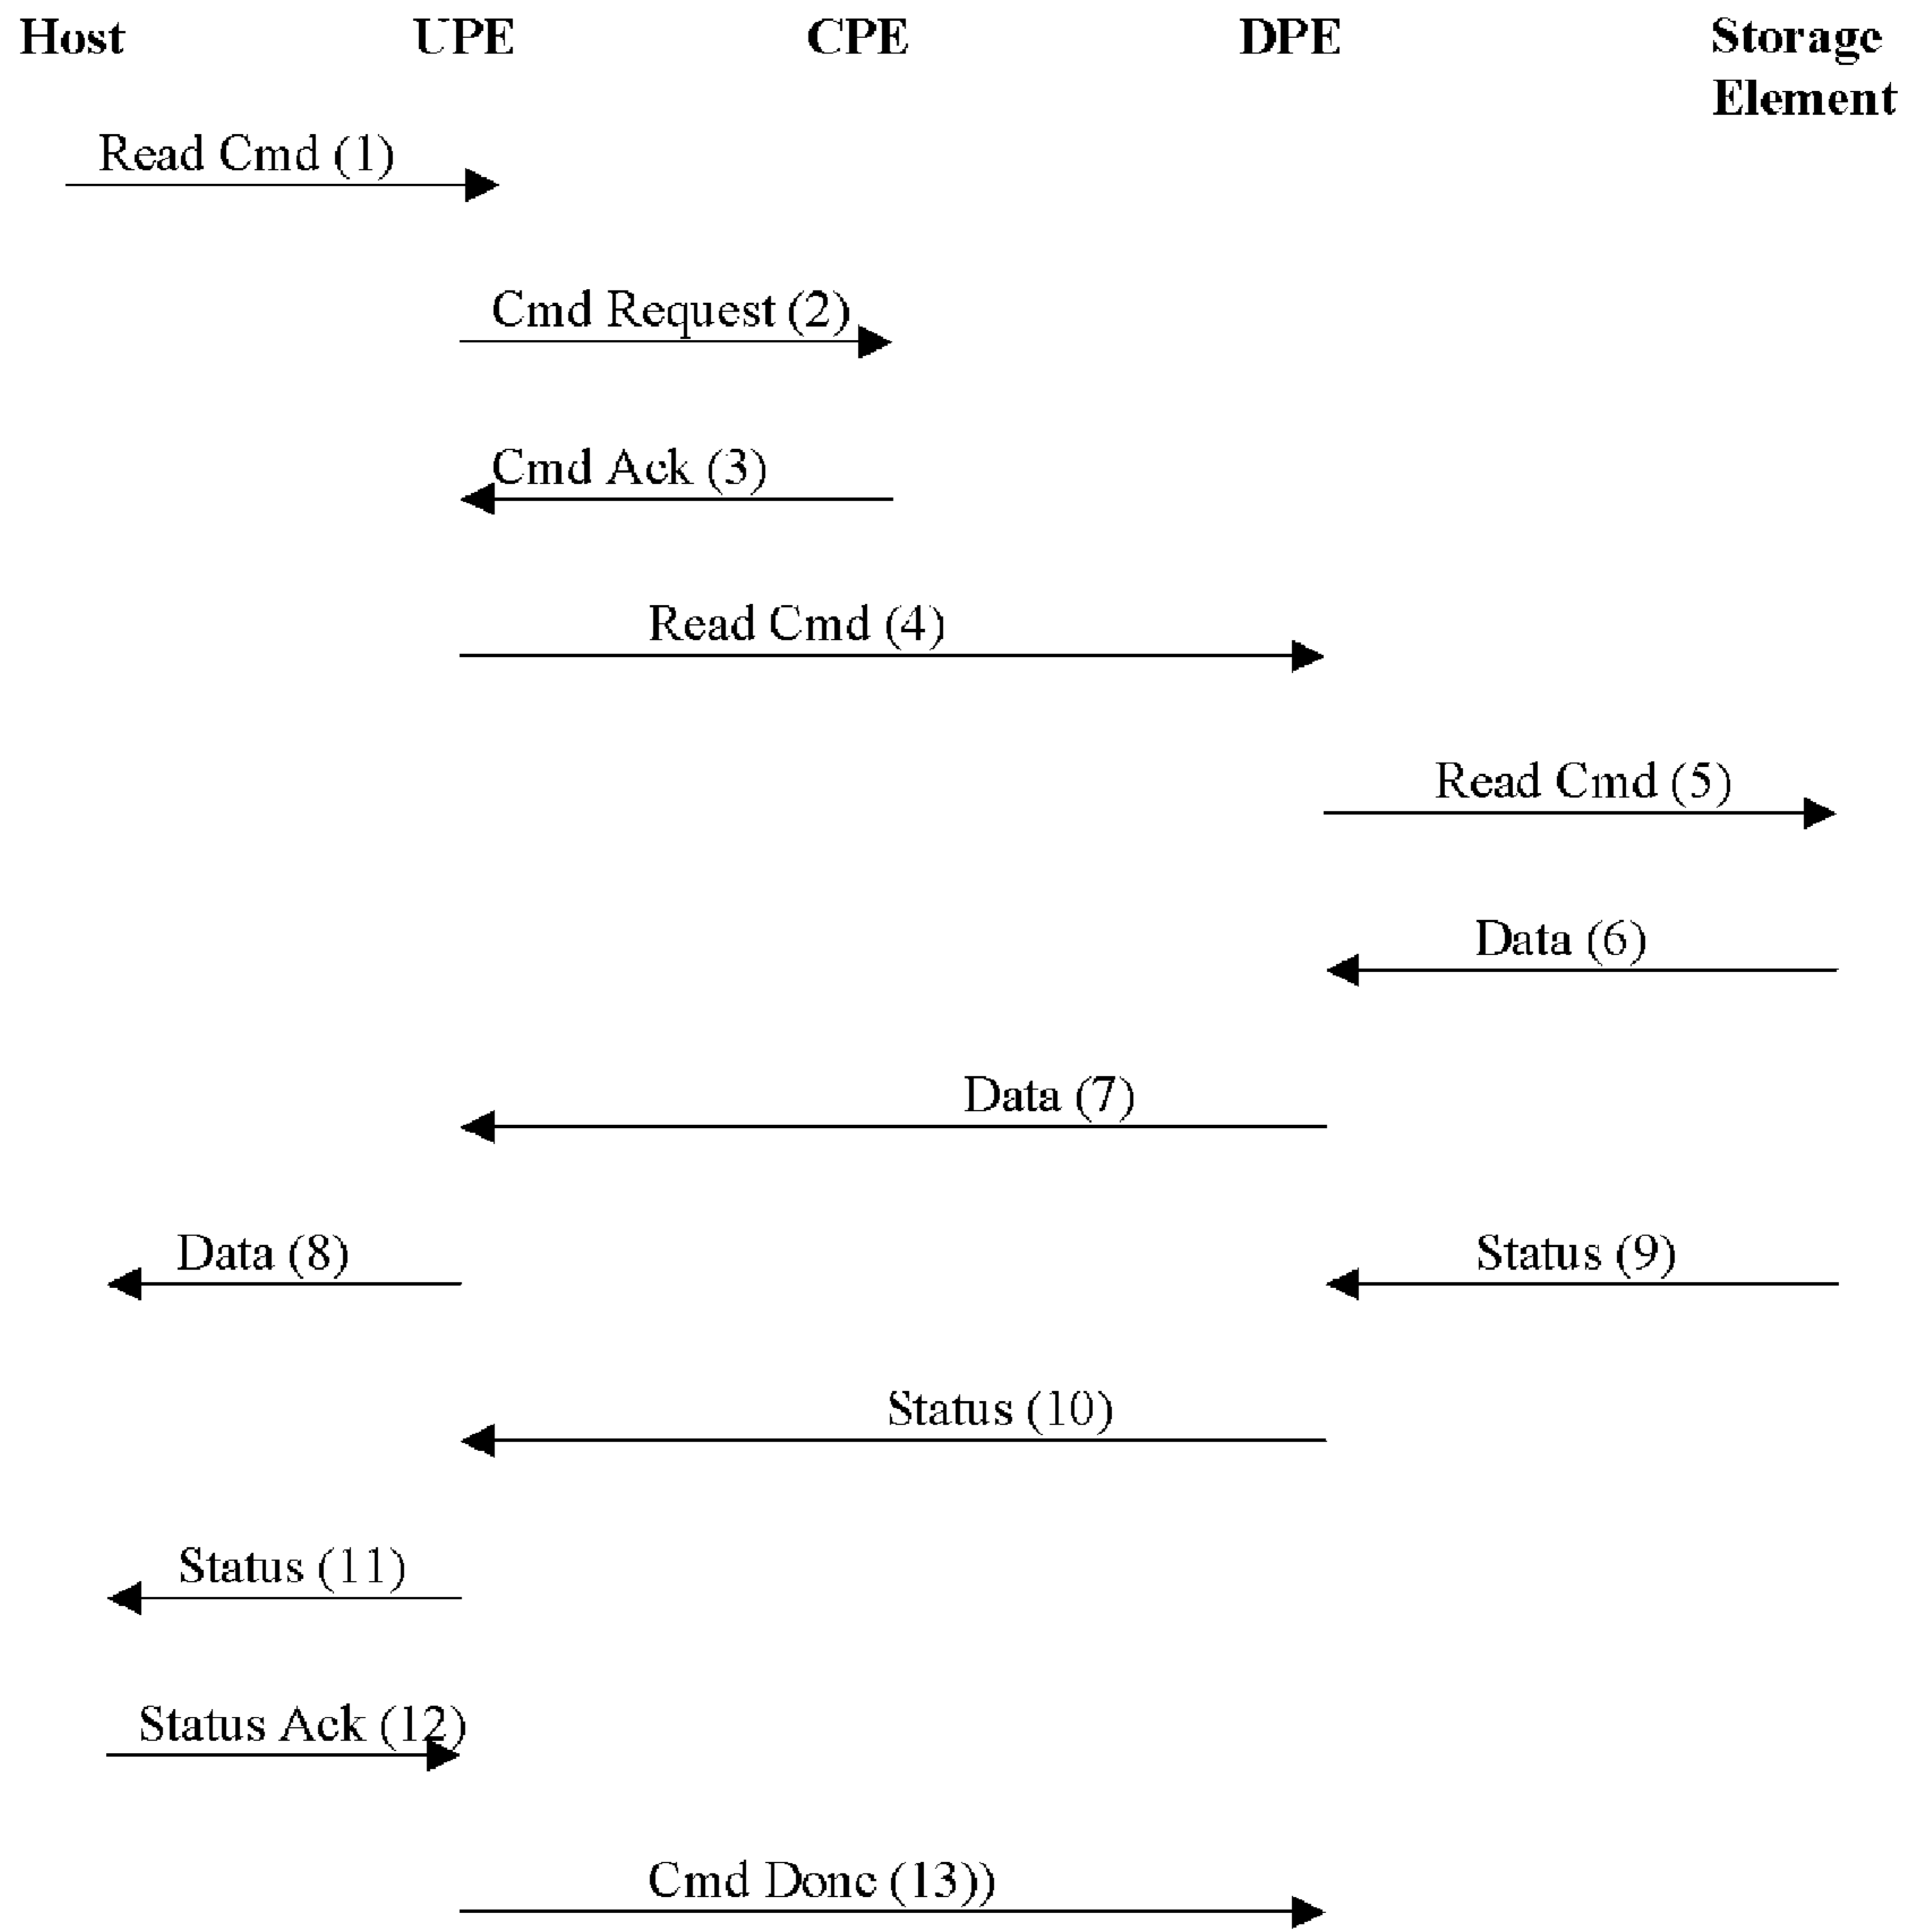 Host UPE CPE DPE Storage
Element
Read Cmd (1)
Cmd Request (2)
Cmd Ack (3)
Read Cmd (4)
Read Cmd (5)
Data (6)
Data (7)
Data (8) Status (9)
Status (10)
Status (11)
Status Ack (12)
Cmd Done (13))